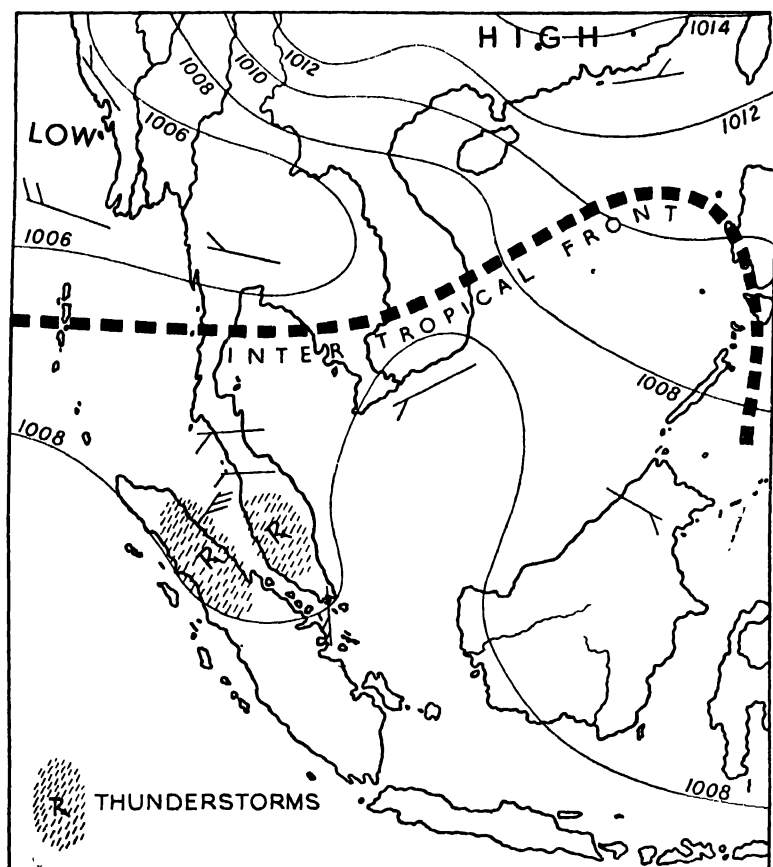 HIGH
1014
1012
1010
1008
1012
LOW
1006
1006
INTER TROPICAL FRONT
1008
1008
R
R
1008
R THUNDERSTORMS